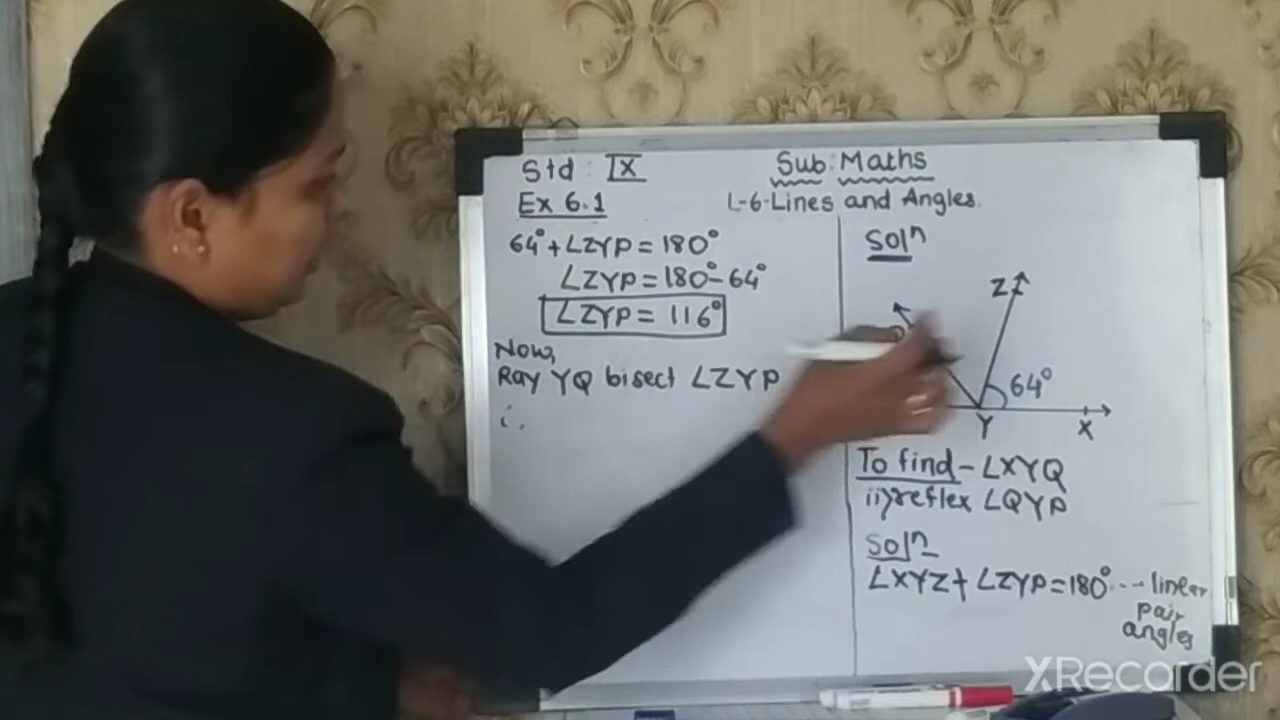 Std : IX
Sub: Maths
Ex 6.1
L-6-Lines and Angles.
64° + ∠ZYP = 180°
∠ZYP = 180° - 64°
∠ZYP = 116°
Now,
Ray YQ bisect ∠ZYP
Solⁿ
Z
64°
Y
X
To find - ∠XYQ
ii) reflex ∠QYP
Solⁿ
∠XYZ + ∠ZYP = 180° ... linear
pair
angles
XRecorder